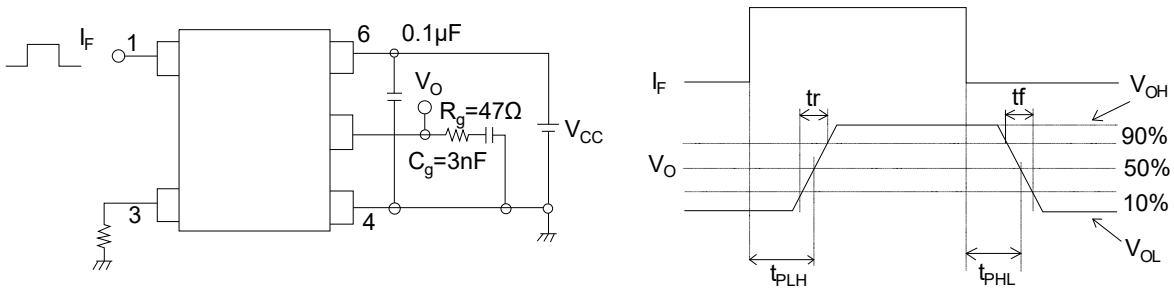 I_F
1
6
0.1μF
V_O
R_g=47Ω
V_CC
C_g=3nF
3
4
I_F
tr
tf
V_OH
90%
V_O
50%
10%
V_OL
t_PLH
t_PHL